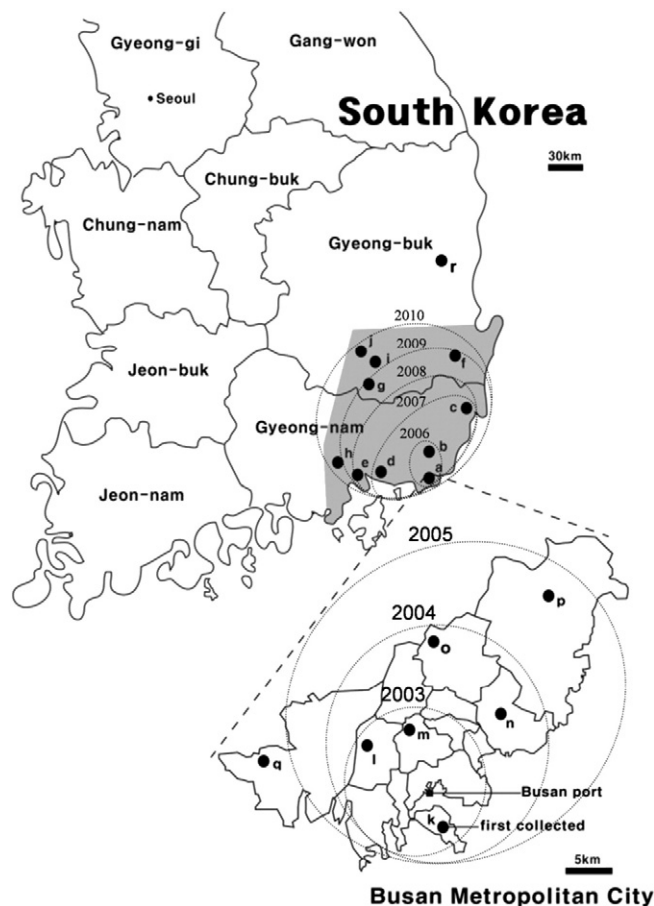 Gyeong-gi
Gang-won
Seoul
South Korea
30km
Chung-buk
Chung-nam
Gyeong-buk
r
2010
j
2009
i
f
Jeon-buk
2008
g
2007
c
Gyeong-nam
2006
b
h
e
d
a
Jeon-nam
2005
p
2004
o
2003
n
m
l
q
Busan port
k
first collected
5km
Busan Metropolitan City